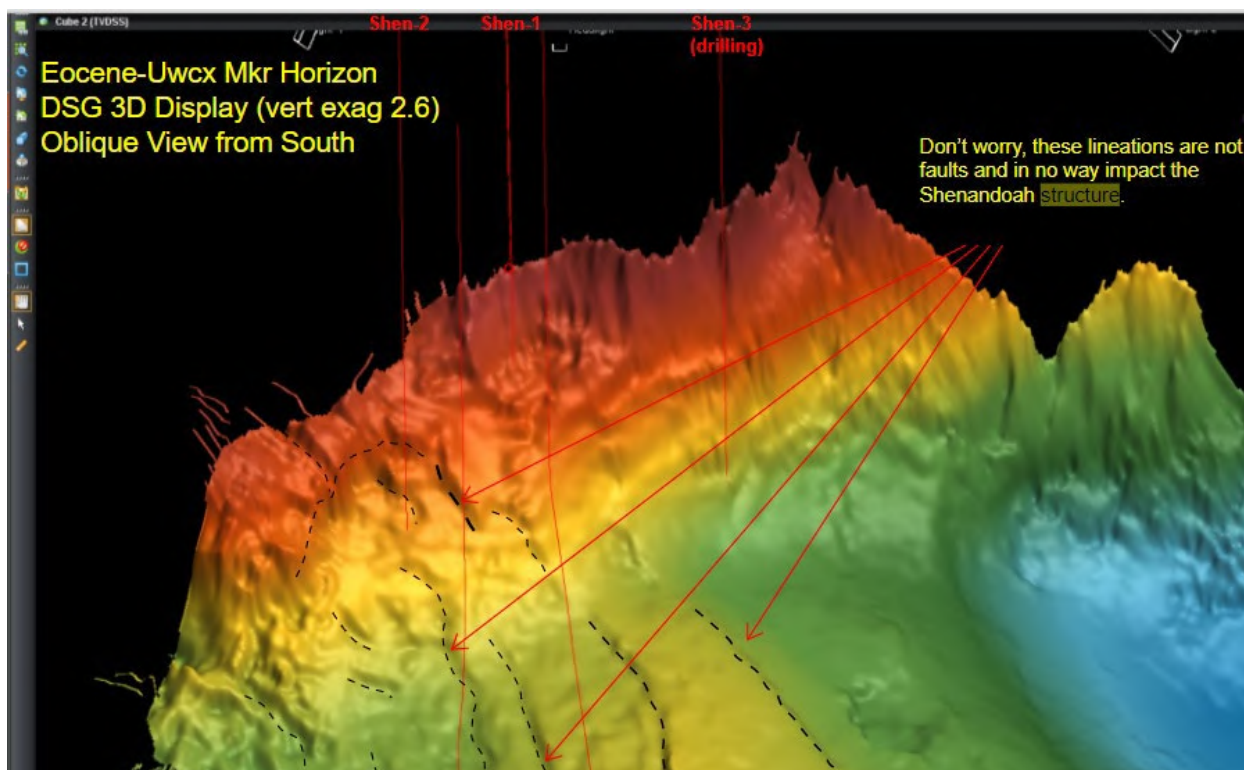 Cube 2 (TVDSS)
Shen-2
Shen-1
Shen-3
(drilling)
Headlight
Eocene-Uwcx Mkr Horizon
DSG 3D Display (vert exag 2.6)
Oblique View from South
Don't worry, these lineations are not
faults and in no way impact the
Shenandoah structure.